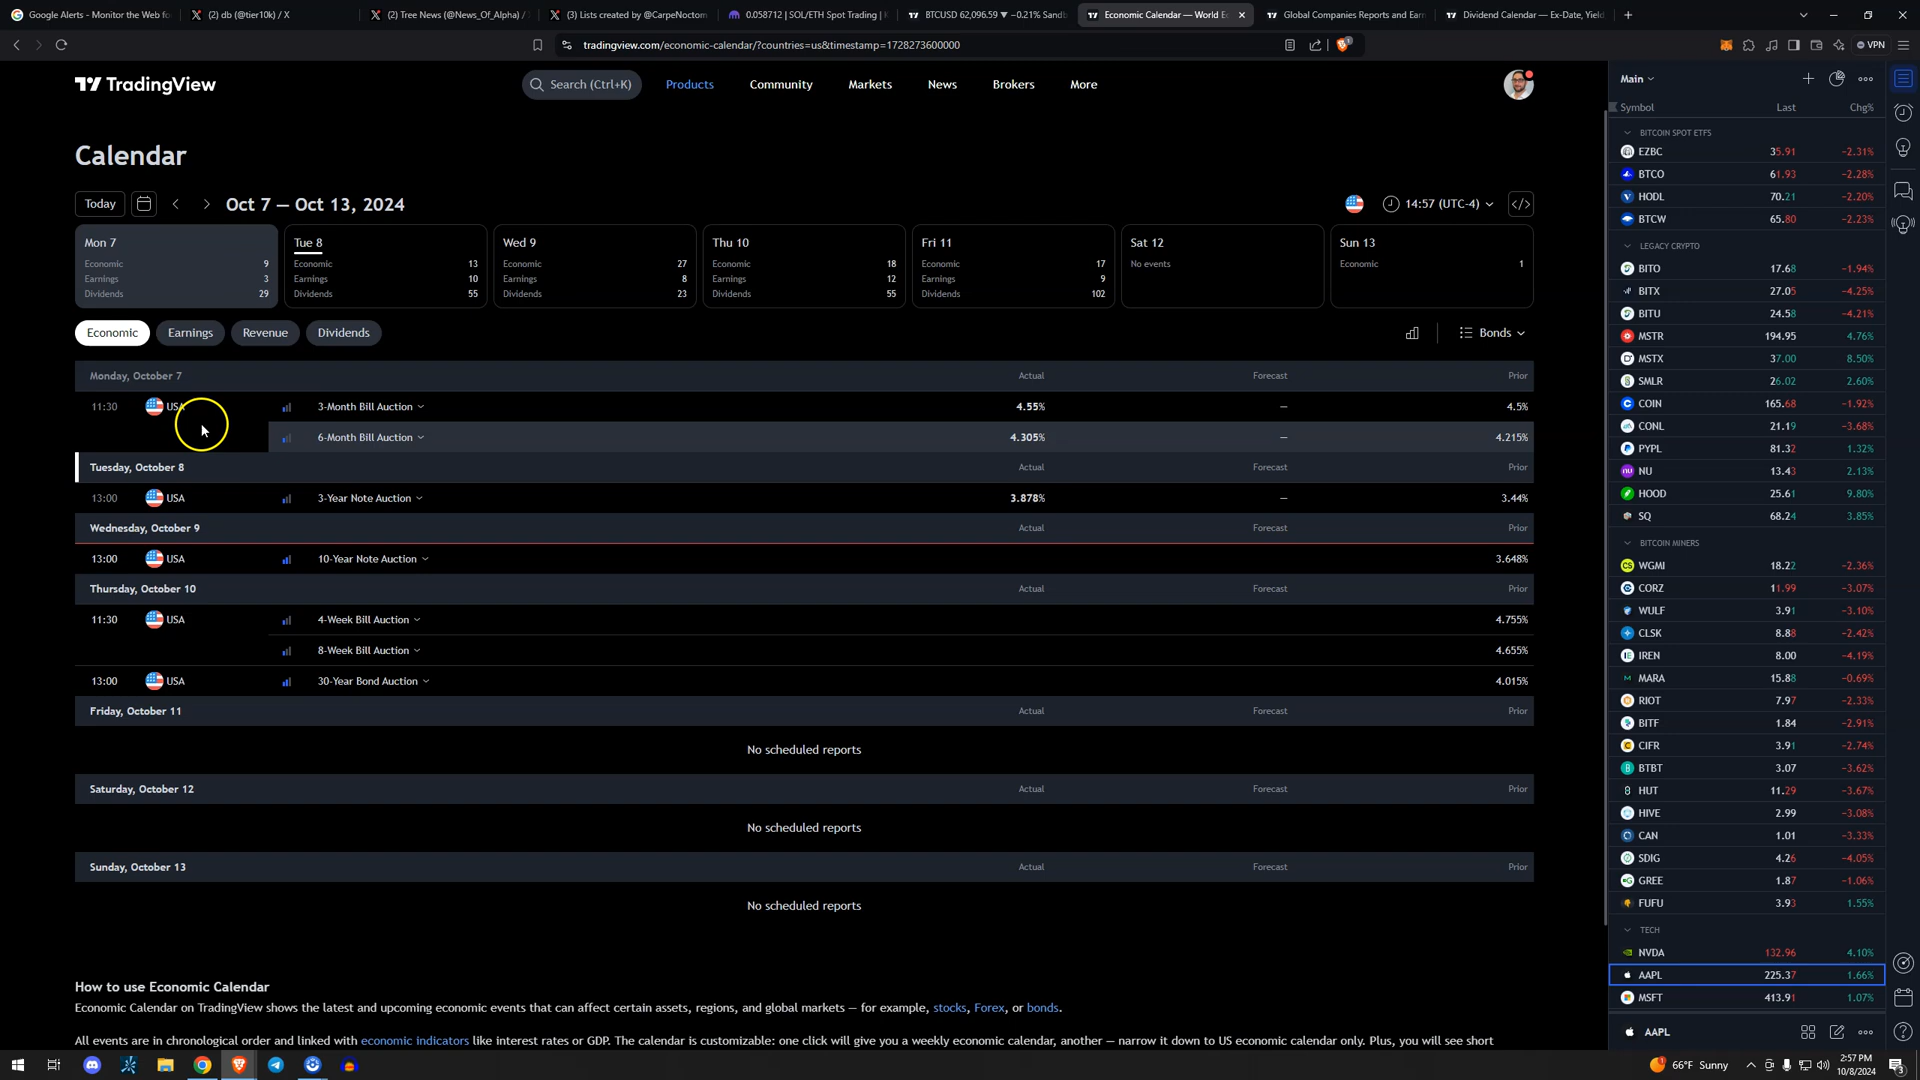 Google Alerts - Monitor the Web fo
(2) db (@tier10k) / X
(2) Tree News (@News_Of_Alpha) /
(3) Lists created by @CarpeNoctom
0.058712 | SOL/ETH Spot Trading | K
BTCUSD 62,096.59 ▼ −0.21% Sandb
Economic Calendar — World Ec
Global Companies Reports and Earn
Dividend Calendar — Ex-Date, Yield
tradingview.com/economic-calendar/?countries=us&timestamp=1728273600000
VPN
TradingView
Search (Ctrl+K)
Products
Community
Markets
News
Brokers
More
Calendar
Today
Oct 7 — Oct 13, 2024
14:57 (UTC-4)
Mon 7
Economic 9
Earnings 3
Dividends 29
Tue 8
Economic 13
Earnings 10
Dividends 55
Wed 9
Economic 27
Earnings 8
Dividends 23
Thu 10
Economic 18
Earnings 12
Dividends 55
Fri 11
Economic 17
Earnings 9
Dividends 102
Sat 12
No events
Sun 13
Economic 1
Economic
Earnings
Revenue
Dividends
Bonds
Monday, October 7 Actual Forecast Prior
11:30 USA 3-Month Bill Auction 4.55% — 4.5%
6-Month Bill Auction 4.305% — 4.215%
Tuesday, October 8 Actual Forecast Prior
13:00 USA 3-Year Note Auction 3.878% — 3.44%
Wednesday, October 9 Actual Forecast Prior
13:00 USA 10-Year Note Auction 3.648%
Thursday, October 10 Actual Forecast Prior
11:30 USA 4-Week Bill Auction 4.755%
8-Week Bill Auction 4.655%
13:00 USA 30-Year Bond Auction 4.015%
Friday, October 11 Actual Forecast Prior
No scheduled reports
Saturday, October 12 Actual Forecast Prior
No scheduled reports
Sunday, October 13 Actual Forecast Prior
No scheduled reports
How to use Economic Calendar
Economic Calendar on TradingView shows the latest and upcoming economic events that can affect certain assets, regions, and global markets — for example, stocks, Forex, or bonds.
All events are in chronological order and linked with economic indicators like interest rates or GDP. The calendar is customizable: one click will give you a weekly economic calendar, another — narrow it down to US economic calendar only. Plus, you will see short
Main
Symbol Last Chg%
BITCOIN SPOT ETFS
EZBC 35.91 −2.31%
BTCO 61.93 −2.28%
HODL 70.21 −2.20%
BTCW 65.80 −2.23%
LEGACY CRYPTO
BITO 17.68 −1.94%
BITX 27.05 −4.25%
BITU 24.58 −4.21%
MSTR 194.95 4.76%
MSTX 37.00 8.50%
SMLR 26.02 2.60%
COIN 165.68 −1.92%
CONL 21.19 −3.68%
PYPL 81.32 1.32%
NU 13.43 2.13%
HOOD 25.61 9.80%
SQ 68.24 3.85%
BITCOIN MINERS
WGMI 18.22 −2.36%
CORZ 11.99 −3.07%
WULF 3.91 −3.10%
CLSK 8.88 −2.42%
IREN 8.00 −4.19%
MARA 15.88 −0.69%
RIOT 7.97 −2.33%
BITF 1.84 −2.91%
CIFR 3.91 −2.74%
BTBT 3.07 −3.62%
HUT 11.29 −3.67%
HIVE 2.99 −3.08%
CAN 1.01 −3.33%
SDIG 4.26 −4.05%
GREE 1.87 −1.06%
FUFU 3.93 1.55%
TECH
NVDA 132.96 4.10%
AAPL 225.37 1.66%
MSFT 413.91 1.07%
AAPL
66°F Sunny
2:57 PM
10/8/2024